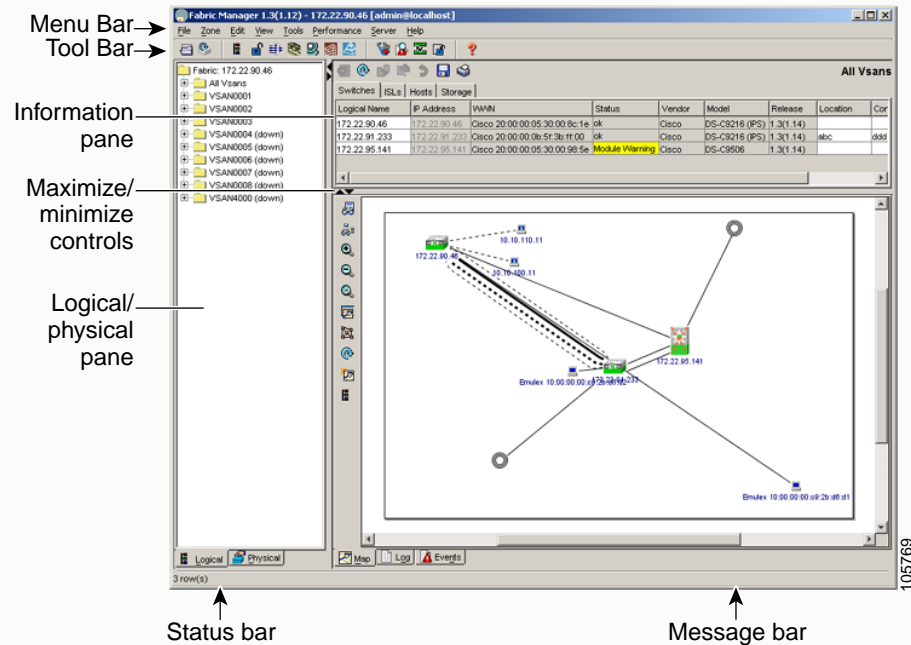 Fabric Manager 1.3(1.12) - 172.22.90.46 [admin@localhost]
Menu Bar
File Zone Edit View Tools Performance Server Help
Tool Bar
Fabric: 172.22.90.46
All Vsans
VSAN0001
VSAN0002
VSAN0003
VSAN0004 (down)
VSAN0005 (down)
VSAN0006 (down)
VSAN0007 (down)
VSAN0008 (down)
VSAN4000 (down)
All Vsans
Switches ISLs Hosts Storage
Logical Name IP Address WWN Status Vendor Model Release Location Con
172.22.90.46 172.22.90.46 Cisco 20:00:00:05:30:00:8c:1e ok Cisco DS-C9216 (IPS) 1.3(1.14)
172.22.91.233 172.22.91.233 Cisco 20:00:00:0b:5f:3b:ff:00 ok Cisco DS-C9216 (IPS) 1.3(1.14) abc ddd
172.22.95.141 172.22.95.141 Cisco 20:00:00:05:30:00:98:5e Module Warning Cisco DS-C9506 1.3(1.14)
Information
pane
Maximize/
minimize
controls
Logical/
physical
pane
10.10.110.11
172.22.90.46
10.10.100.11
172.22.95.141
172.22.91.233
Emulex 10:00:00:00:c9:2b:d6:d1
Logical Physical
Map Log Events
3 row(s)
105769
Status bar
Message bar